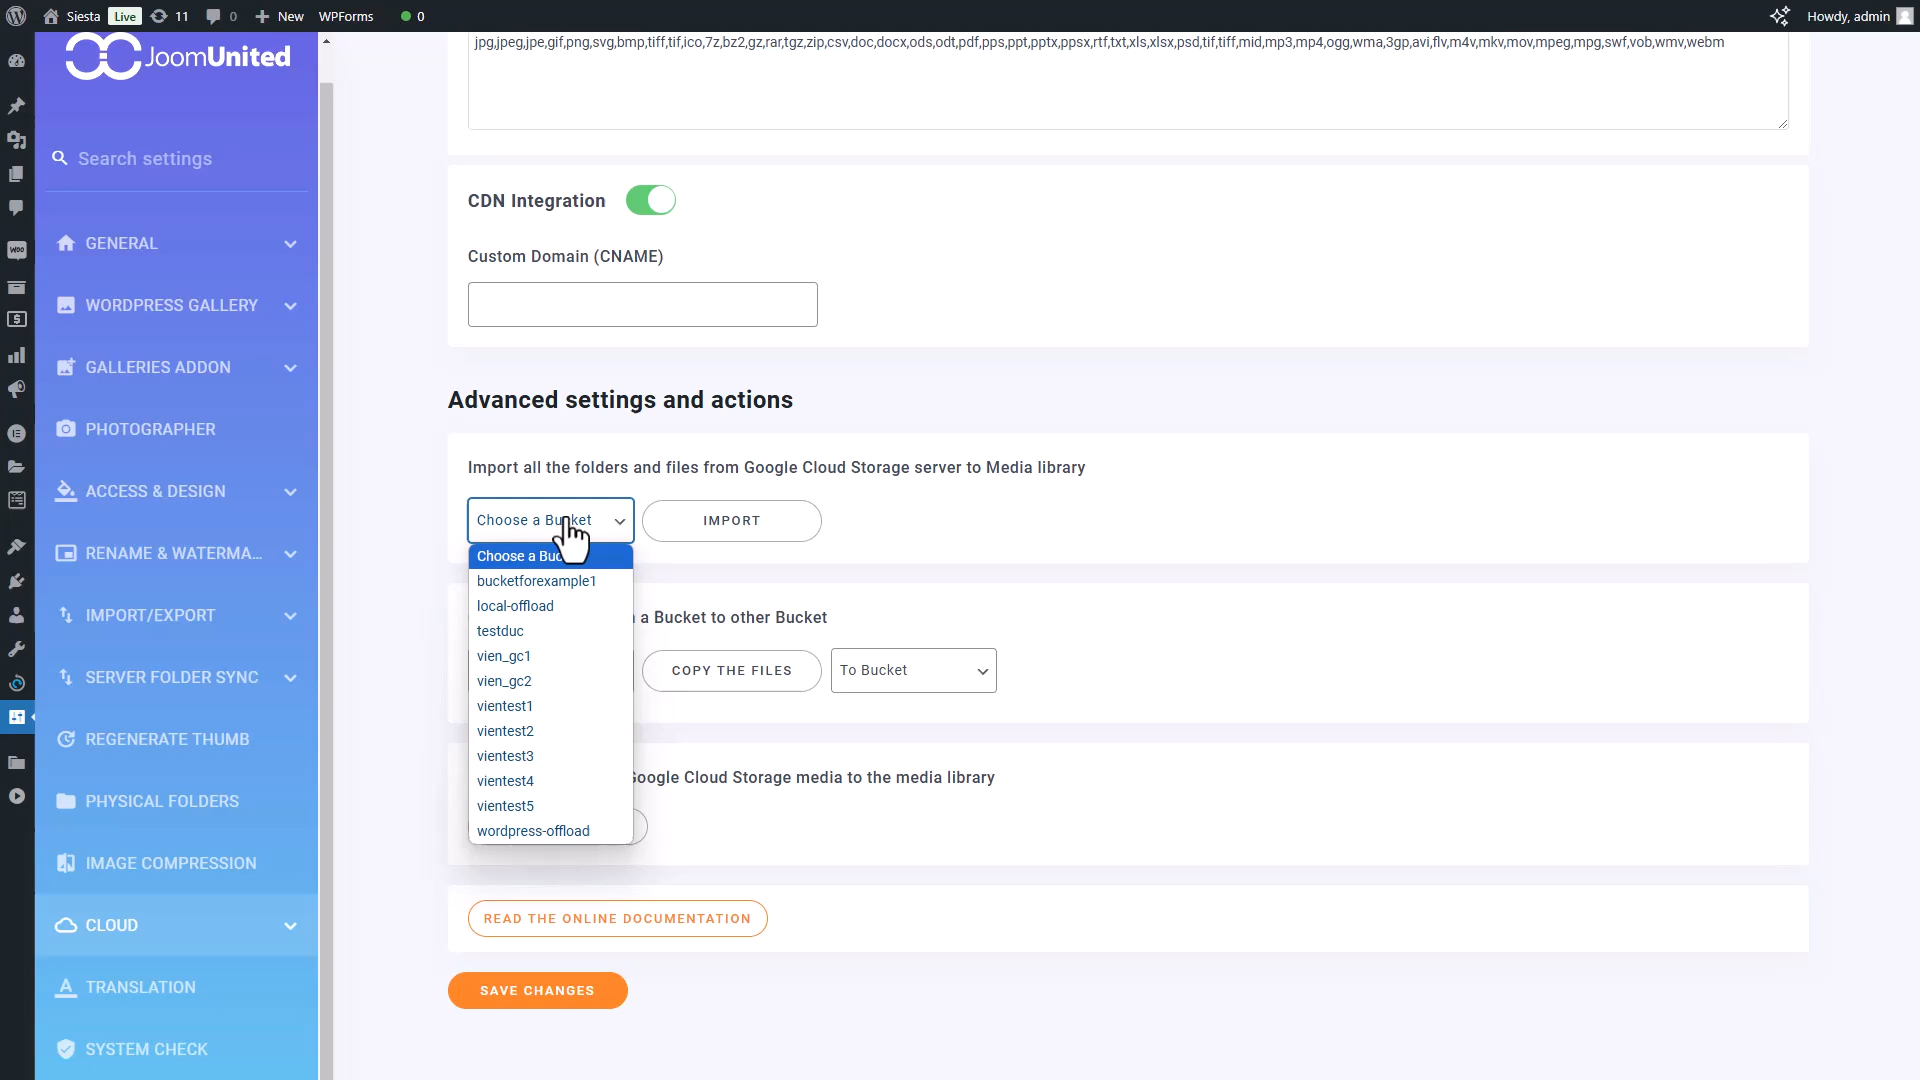 Siesta
Live
11
0
New
WPForms
0
Howdy, admin
JoomUnited
Search settings
GENERAL
WORDPRESS GALLERY
GALLERIES ADDON
PHOTOGRAPHER
ACCESS & DESIGN
RENAME & WATERMA...
IMPORT/EXPORT
SERVER FOLDER SYNC
REGENERATE THUMB
PHYSICAL FOLDERS
IMAGE COMPRESSION
CLOUD
TRANSLATION
SYSTEM CHECK
jpg,jpeg,jpe,gif,png,svg,bmp,tiff,tif,ico,7z,bz2,gz,rar,tgz,zip,csv,doc,docx,ods,odt,pdf,pps,ppt,pptx,ppsx,rtf,txt,xls,xlsx,psd,tif,tiff,mid,mp3,mp4,ogg,wma,3gp,avi,flv,m4v,mkv,mov,mpeg,mpg,swf,vob,wmv,webm
CDN Integration
Custom Domain (CNAME)
Advanced settings and actions
Import all the folders and files from Google Cloud Storage server to Media library
Choose a Bucket
IMPORT
Choose a Buc
bucketforexample1
local-offload
testduc
vien_gc1
vien_gc2
vientest1
vientest2
vientest3
vientest4
vientest5
wordpress-offload
a Bucket to other Bucket
COPY THE FILES
To Bucket
Google Cloud Storage media to the media library
READ THE ONLINE DOCUMENTATION
SAVE CHANGES